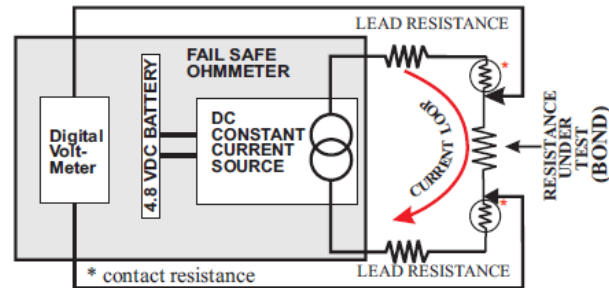 LEAD RESISTANCE
FAIL SAFE
OHMMETER
*
Digital
Volt-
Meter
4.8 VDC BATTERY
DC
CONSTANT
CURRENT
SOURCE
CURRENT LOOP
RESISTANCE
UNDER
TEST
(BOND)
*
* contact resistance
LEAD RESISTANCE